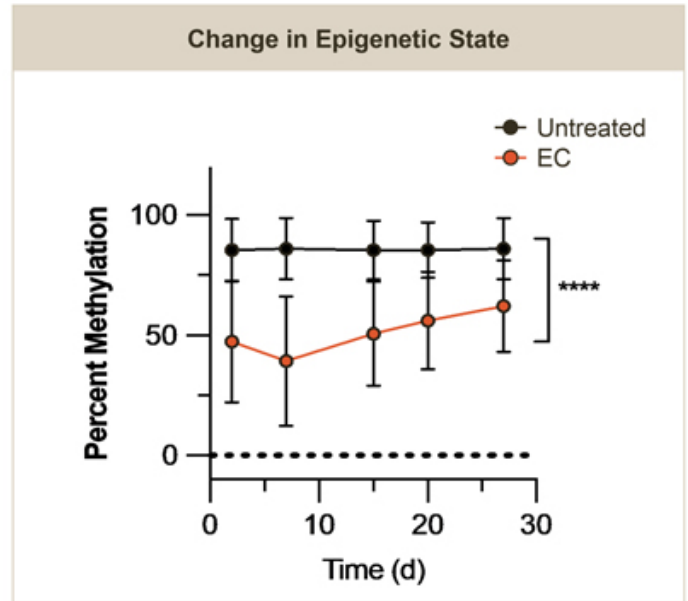 Change in Epigenetic State
Untreated
EC
Percent Methylation
100
50
0
****
0 10 20 30
Time (d)